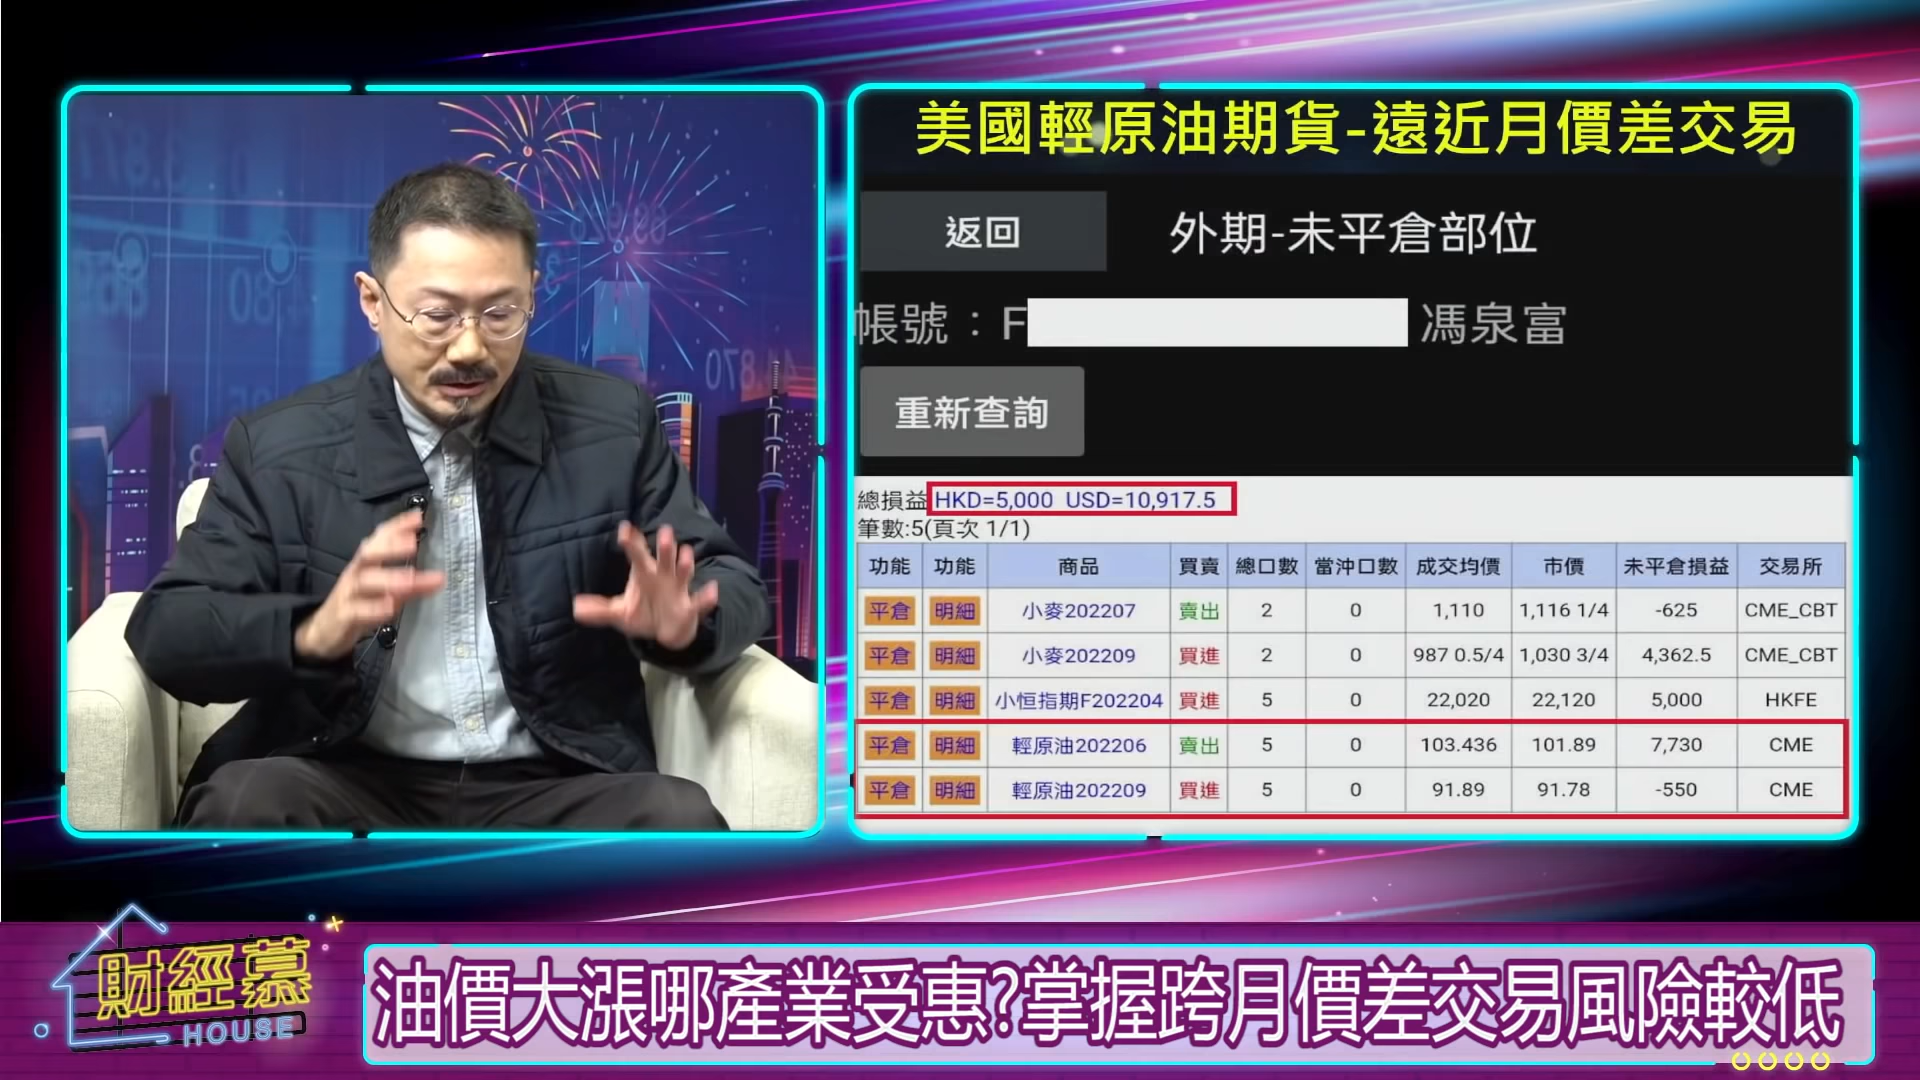 美國輕原油期貨-遠近月價差交易
返回 外期-未平倉部位
帳號：F 馮泉富
重新查詢
總損益 HKD=5,000 USD=10,917.5
筆數:5(頁次 1/1)
功能 功能 商品 買賣 總口數 當沖口數 成交均價 市價 未平倉損益 交易所
平倉 明細 小麥202207 賣出 2 0 1,110 1,116 1/4 -625 CME_CBT
平倉 明細 小麥202209 買進 2 0 987 0.5/4 1,030 3/4 4,362.5 CME_CBT
平倉 明細 小恒指期F202204 買進 5 0 22,020 22,120 5,000 HKFE
平倉 明細 輕原油202206 賣出 5 0 103.436 101.89 7,730 CME
平倉 明細 輕原油202209 買進 5 0 91.89 91.78 -550 CME
財經慕
HOUSE
油價大漲哪產業受惠?掌握跨月價差交易風險較低